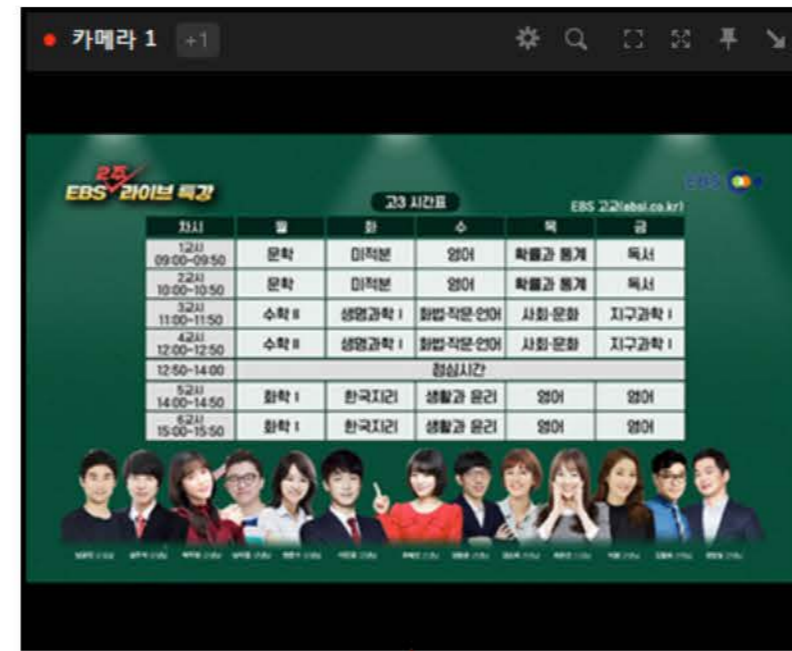 카메라 1 +1
2주
EBS 라이브 특강
EBS
고3 시간표
EBS 고교(ebsi.co.kr)
차시 월 화 수 목 금
1교시
09:00~09:50 문학 미적분 영어 확률과 통계 독서
2교시
10:00~10:50 문학 미적분 영어 확률과 통계 독서
3교시
11:00~11:50 수학 II 생명과학 I 화법·작문·언어 사회·문화 지구과학 I
4교시
12:00~12:50 수학 II 생명과학 I 화법·작문·언어 사회·문화 지구과학 I
12:50~14:00 점심시간
5교시
14:00~14:50 화학 I 한국지리 생활과 윤리 영어 영어
6교시
15:00~15:50 화학 I 한국지리 생활과 윤리 영어 영어